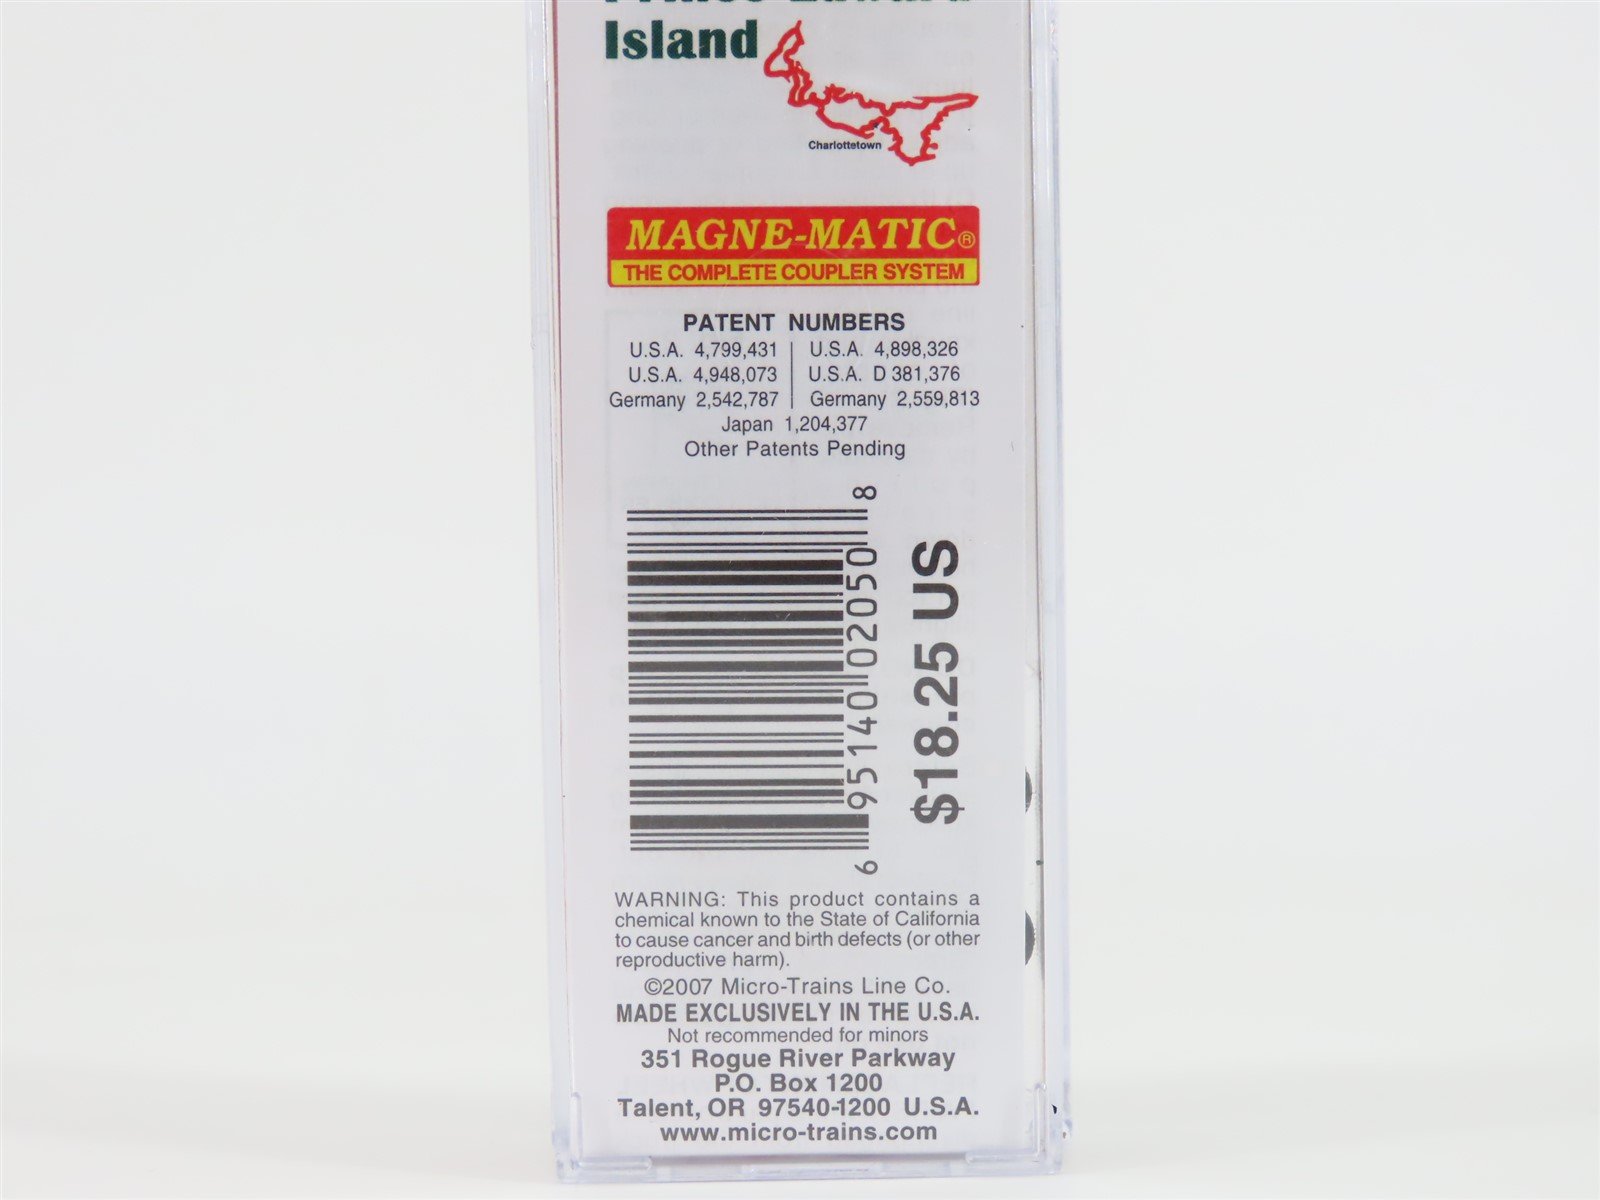 Prince Edward
Island
Charlottetown
MAGNE-MATIC®
THE COMPLETE COUPLER SYSTEM
PATENT NUMBERS
U.S.A. 4,799,431 | U.S.A. 4,898,326
U.S.A. 4,948,073 | U.S.A. D 381,376
Germany 2,542,787 | Germany 2,559,813
Japan 1,204,377
Other Patents Pending
6 95140 02050 8
$18.25 US
WARNING: This product contains a
chemical known to the State of California
to cause cancer and birth defects (or other
reproductive harm).
©2007 Micro-Trains Line Co.
MADE EXCLUSIVELY IN THE U.S.A.
Not recommended for minors
351 Rogue River Parkway
P.O. Box 1200
Talent, OR 97540-1200 U.S.A.
www.micro-trains.com